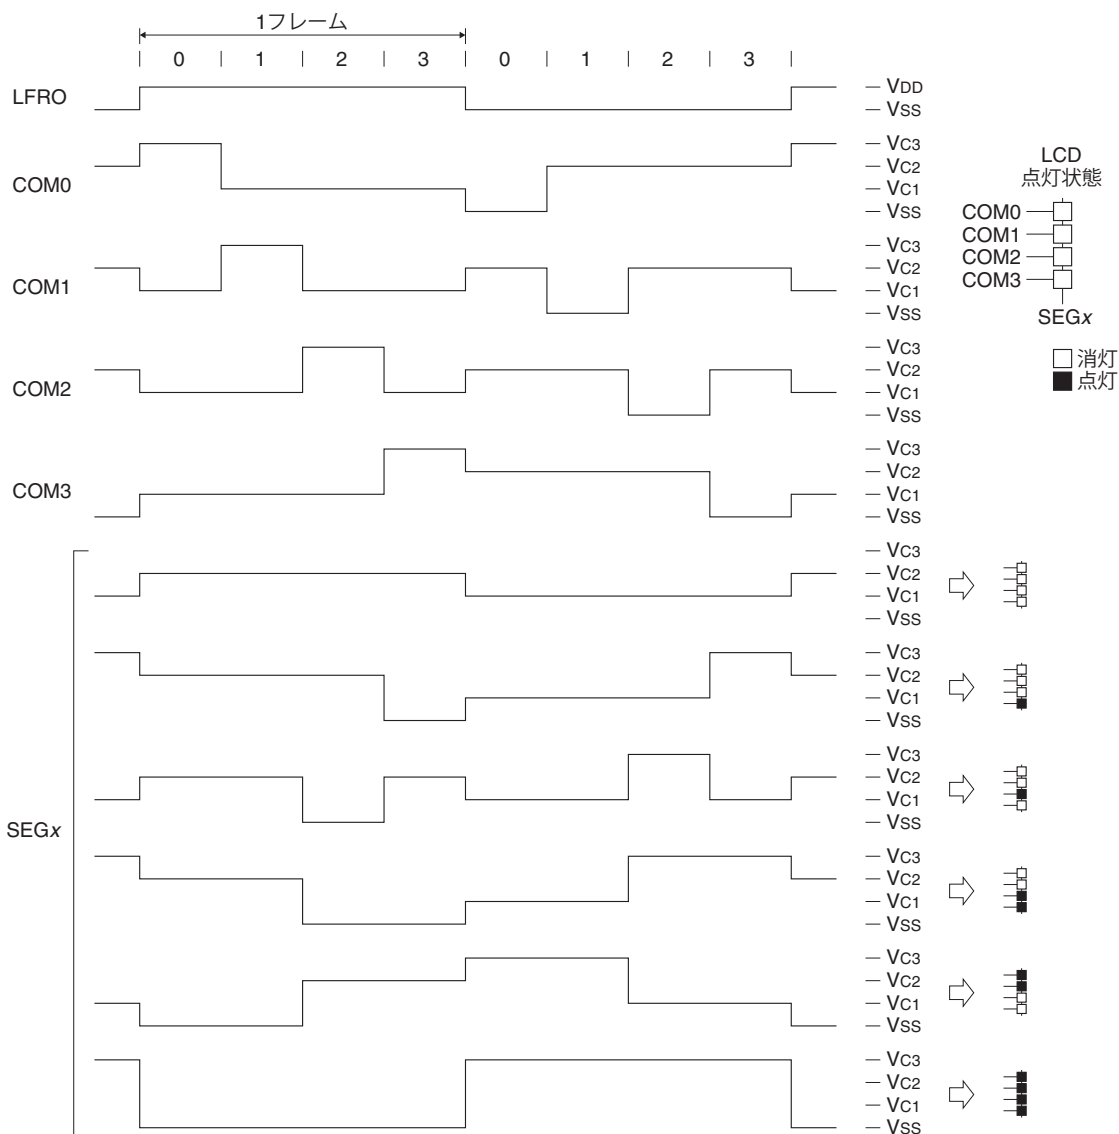 1フレーム
0 1 2 3 0 1 2 3
LFRO
VDD
VSS
COM0
VC3
VC2
VC1
VSS
COM1
VC3
VC2
VC1
VSS
COM2
VC3
VC2
VC1
VSS
COM3
VC3
VC2
VC1
VSS
LCD
点灯状態
COM0
COM1
COM2
COM3
SEGx
消灯
点灯
SEGx
VC3
VC2
VC1
VSS
VC3
VC2
VC1
VSS
VC3
VC2
VC1
VSS
VC3
VC2
VC1
VSS
VC3
VC2
VC1
VSS
VC3
VC2
VC1
VSS